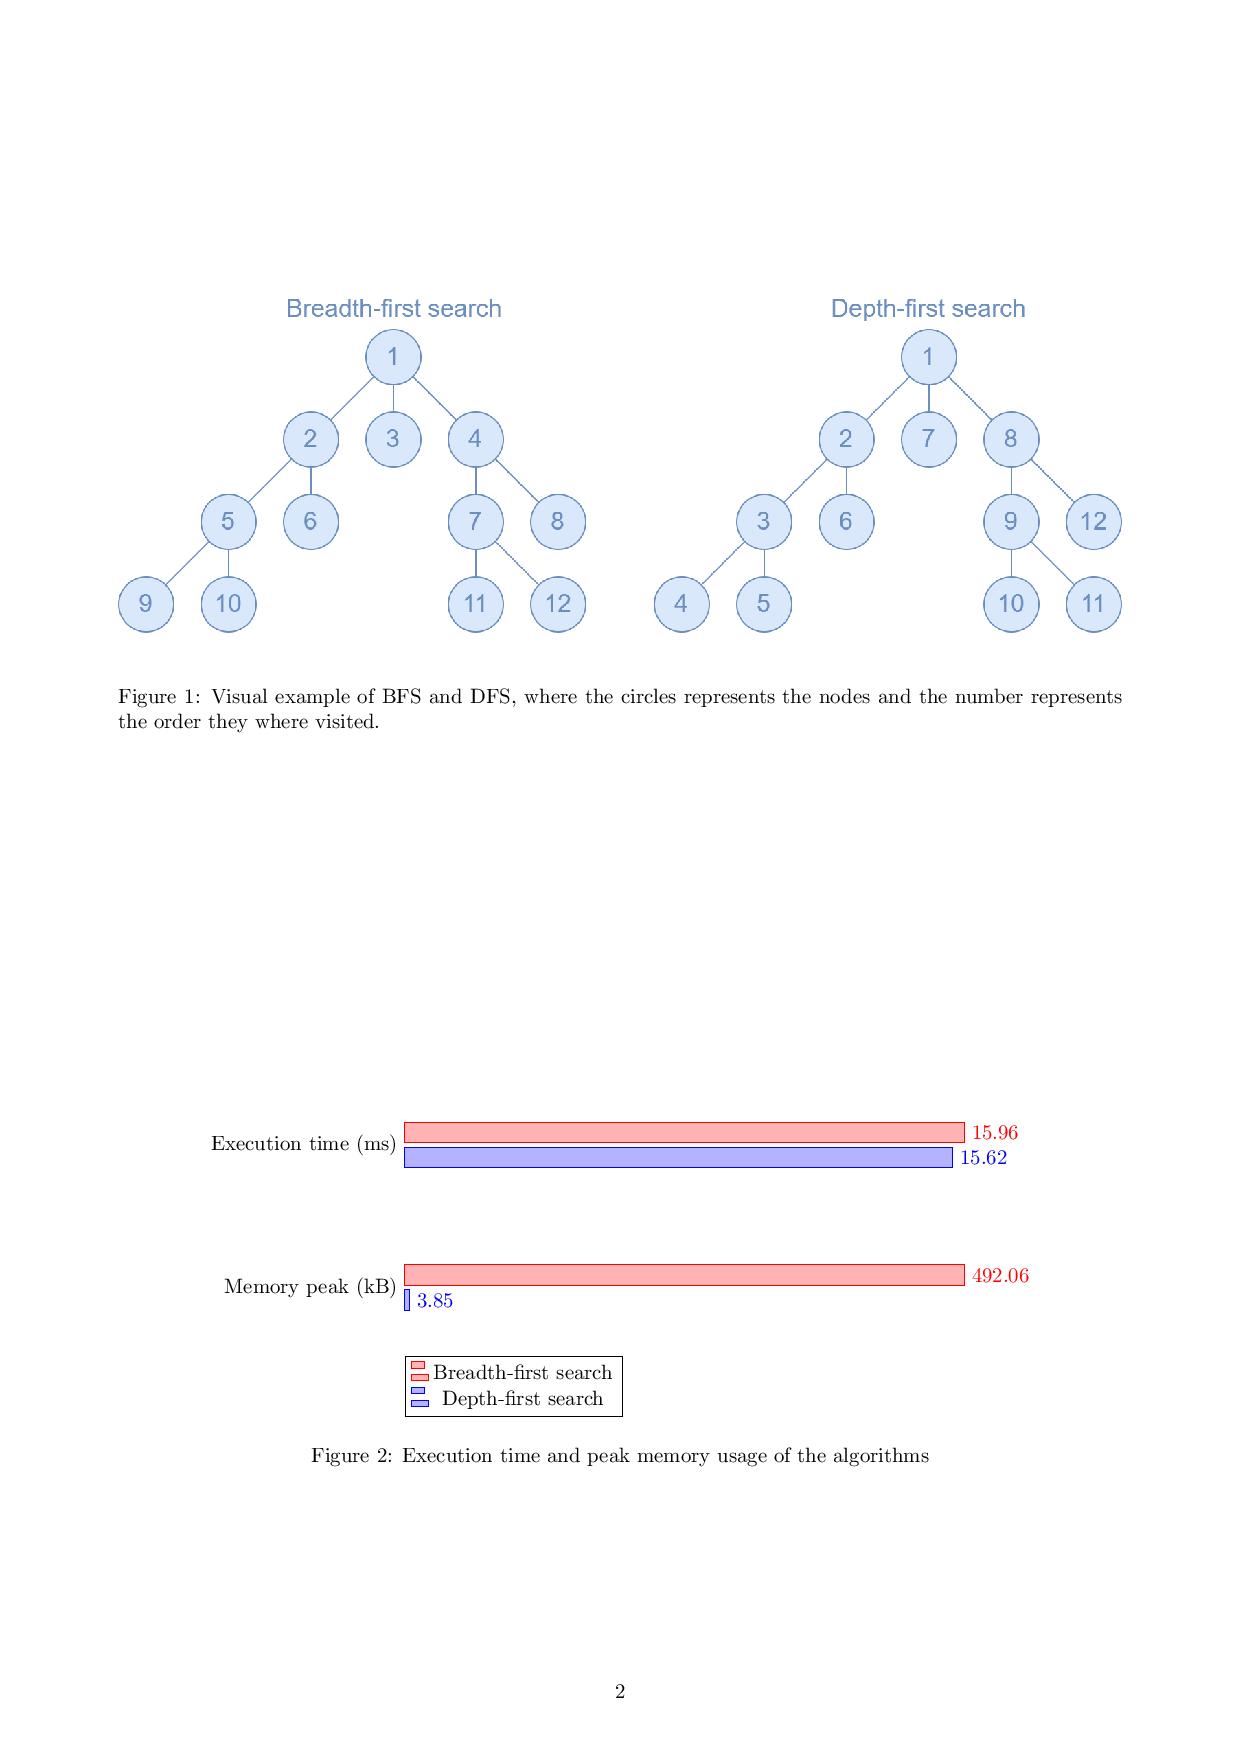 Breadth-first search
Depth-first search
1
2 3 4
5 6 7 8
9 10 11 12
1
2 7 8
3 6 9 12
4 5 10 11
Figure 1: Visual example of BFS and DFS, where the circles represents the nodes and the number represents
the order they where visited.
Execution time (ms)
15.96
15.62
Memory peak (kB)
492.06
3.85
Breadth-first search
Depth-first search
Figure 2: Execution time and peak memory usage of the algorithms
2